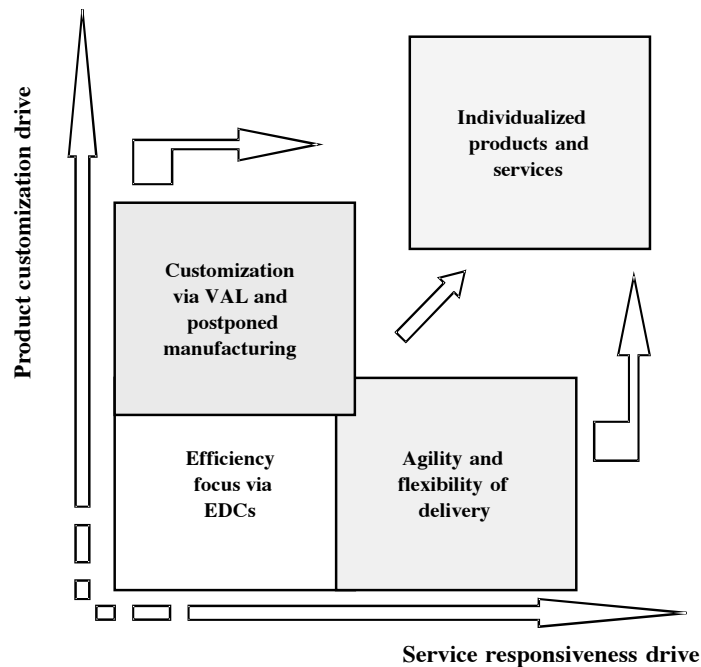 Product customization drive
Individualized
products and
services
Customization
via VAL and
postponed
manufacturing
Efficiency
focus via
EDCs
Agility and
flexibility of
delivery
Service responsiveness drive